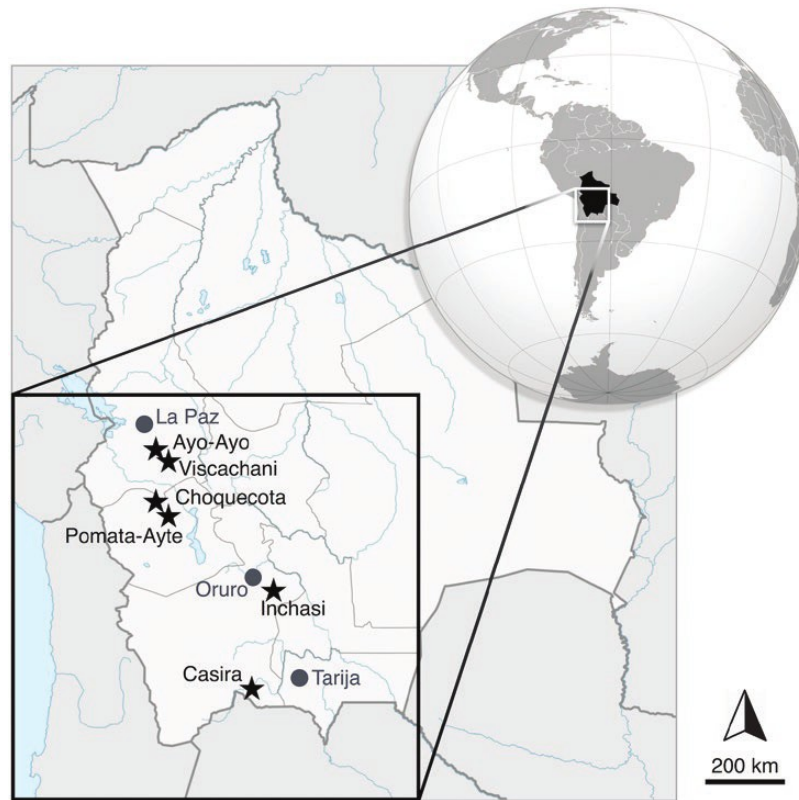 La Paz
Ayo-Ayo
Viscachani
Choquecota
Pomata-Ayte
Oruro
Inchasi
Casira
Tarija
200 km